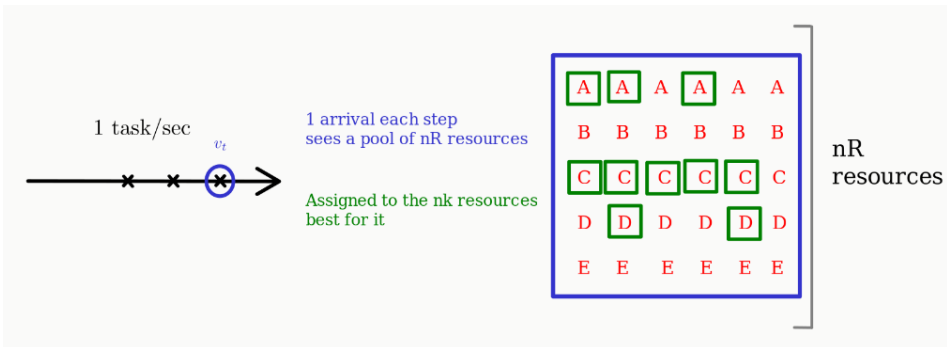 1 task/sec
v_t
1 arrival each step
sees a pool of nR resources
Assigned to the nk resources
best for it
A A A A A A
B B B B B B
C C C C C C
D D D D D D
E E E E E E
nR
resources